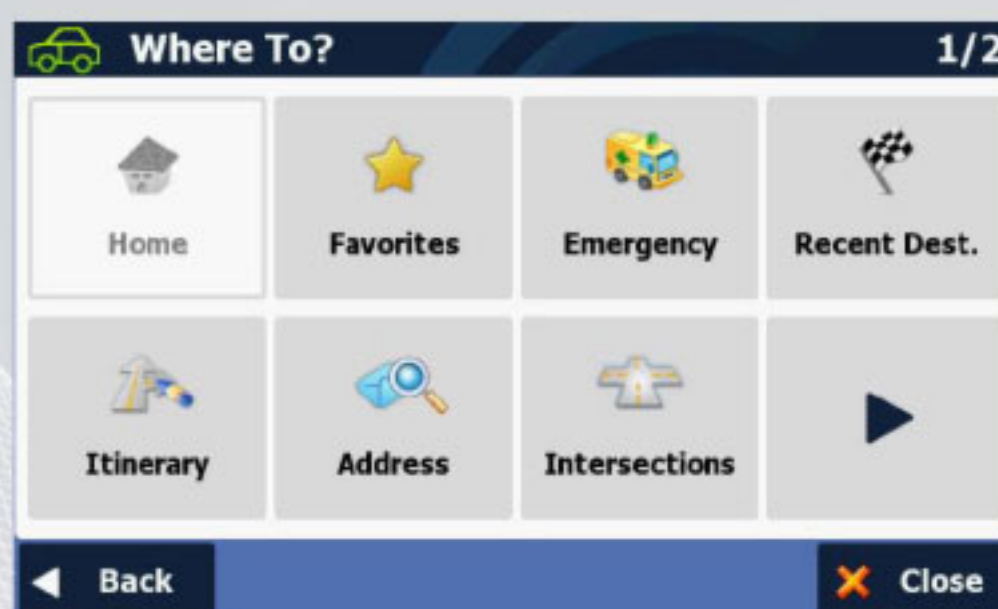 Where To? 1/2
Home Favorites Emergency Recent Dest.
Itinerary Address Intersections
Back Close